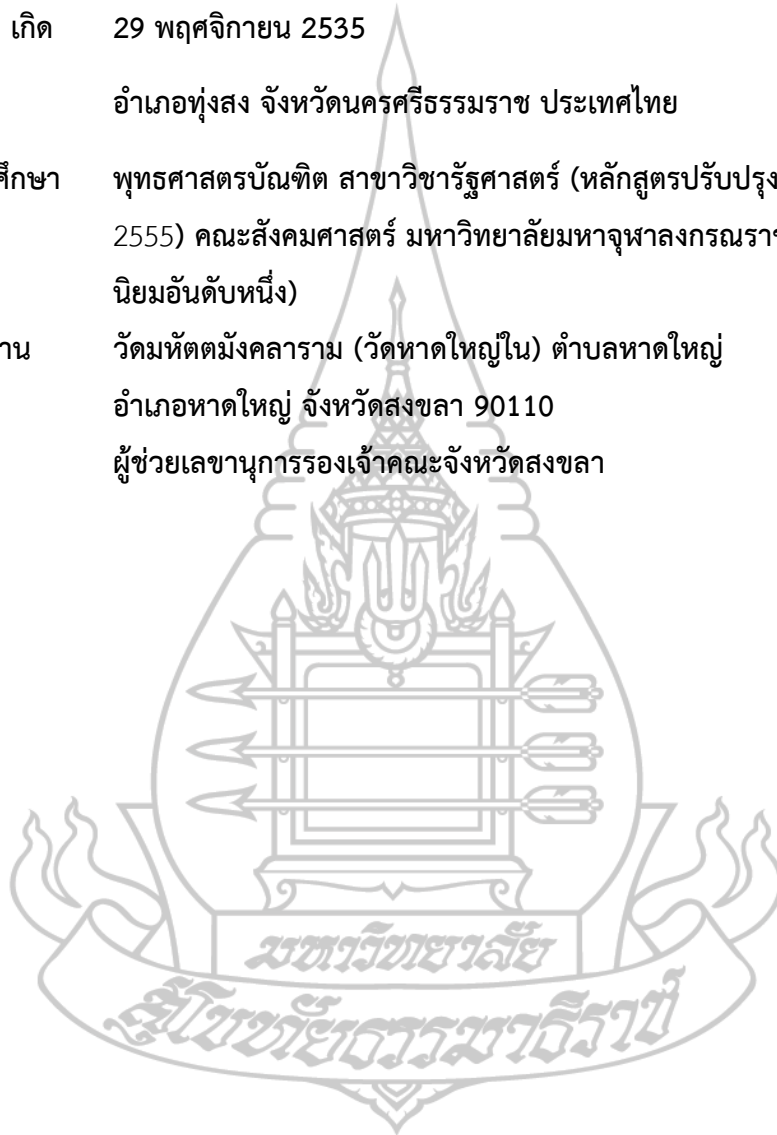 เกิด 29 พฤศจิกายน 2535
อำเภอทุ่งสง จังหวัดนครศรีธรรมราช ประเทศไทย
ศึกษา พุทธศาสตรบัณฑิต สาขาวิชารัฐศาสตร์ (หลักสูตรปรับปรุง
2555) คณะสังคมศาสตร์ มหาวิทยาลัยมหาจุฬาลงกรณราช
นิยมอันดับหนึ่ง)
าน วัดมหัตตมังคลาราม (วัดหาดใหญ่ใน) ตำบลหาดใหญ่
อำเภอหาดใหญ่ จังหวัดสงขลา 90110
ผู้ช่วยเลขานุการรองเจ้าคณะจังหวัดสงขลา
มหาวิทยาลัย
สุโขทัยธรรมาธิราช